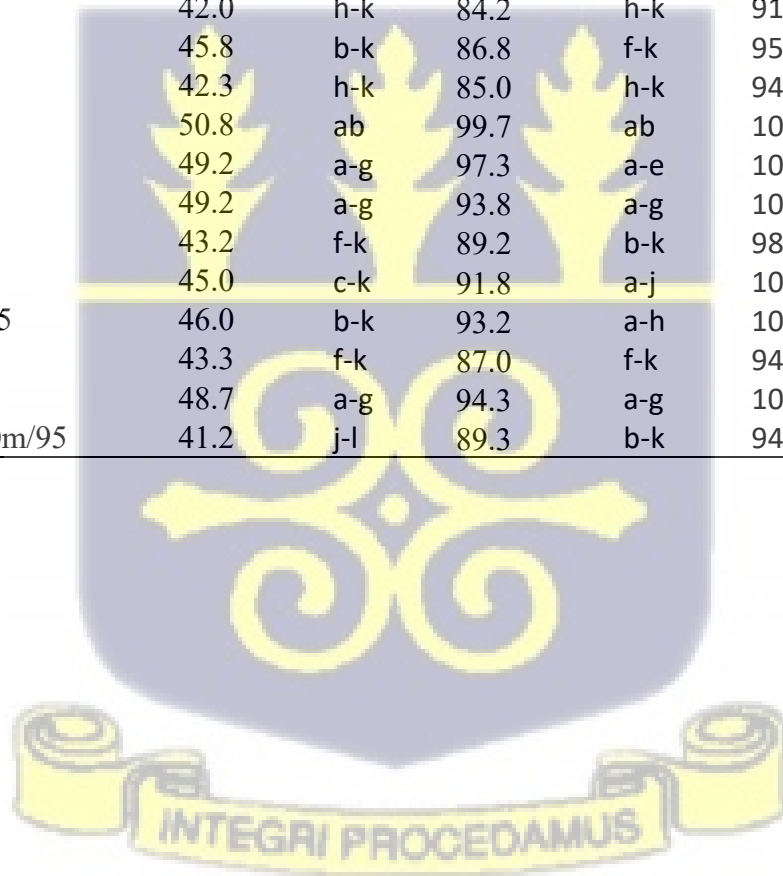 42.0 h-k 84.2 h-k 91
45.8 b-k 86.8 f-k 95
42.3 h-k 85.0 h-k 94
50.8 ab 99.7 ab 10
49.2 a-g 97.3 a-e 10
49.2 a-g 93.8 a-g 10
43.2 f-k 89.2 b-k 98
45.0 c-k 91.8 a-j 10
5 46.0 b-k 93.2 a-h 10
43.3 f-k 87.0 f-k 94
48.7 a-g 94.3 a-g 10
m/95 41.2 j-l 89.3 b-k 94
INTEGRI PROCEDAMUS